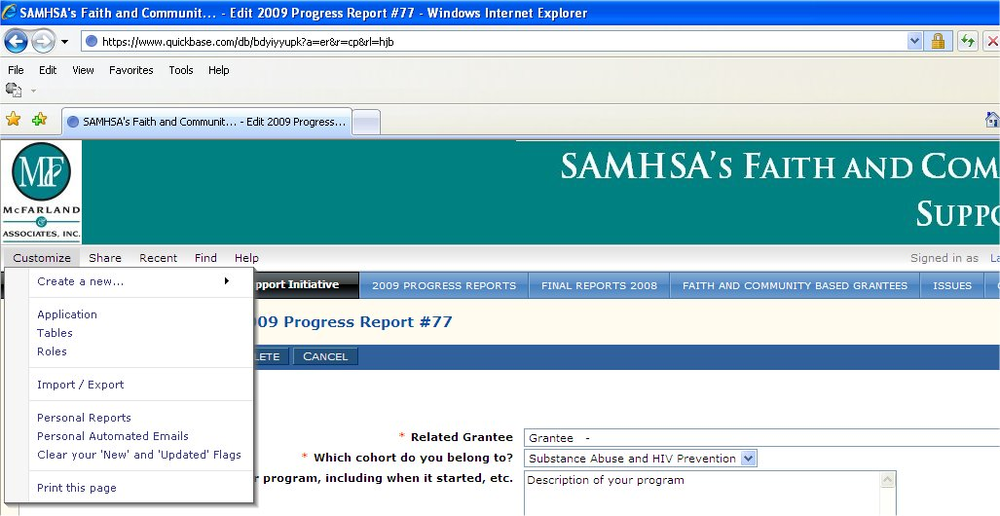 SAMHSA's Faith and Communit... - Edit 2009 Progress Report #77 - Windows Internet Explorer
https://www.quickbase.com/db/bdyiyyupk?a=er&r=cp&rl=hjb
File Edit View Favorites Tools Help
SAMHSA's Faith and Communit... - Edit 2009 Progress...
MF
McFARLAND
&
ASSOCIATES, INC.
SAMHSA'S FAITH AND COM
SUPPO
Customize Share Recent Find Help Signed in as La
pport Initiative 2009 PROGRESS REPORTS FINAL REPORTS 2008 FAITH AND COMMUNITY BASED GRANTEES ISSUES
Create a new...
Application
Tables
Roles
Import / Export
Personal Reports
Personal Automated Emails
Clear your 'New' and 'Updated' Flags
Print this page
009 Progress Report #77
LETE CANCEL
* Related Grantee Grantee -
* Which cohort do you belong to? Substance Abuse and HIV Prevention
r program, including when it started, etc. Description of your program